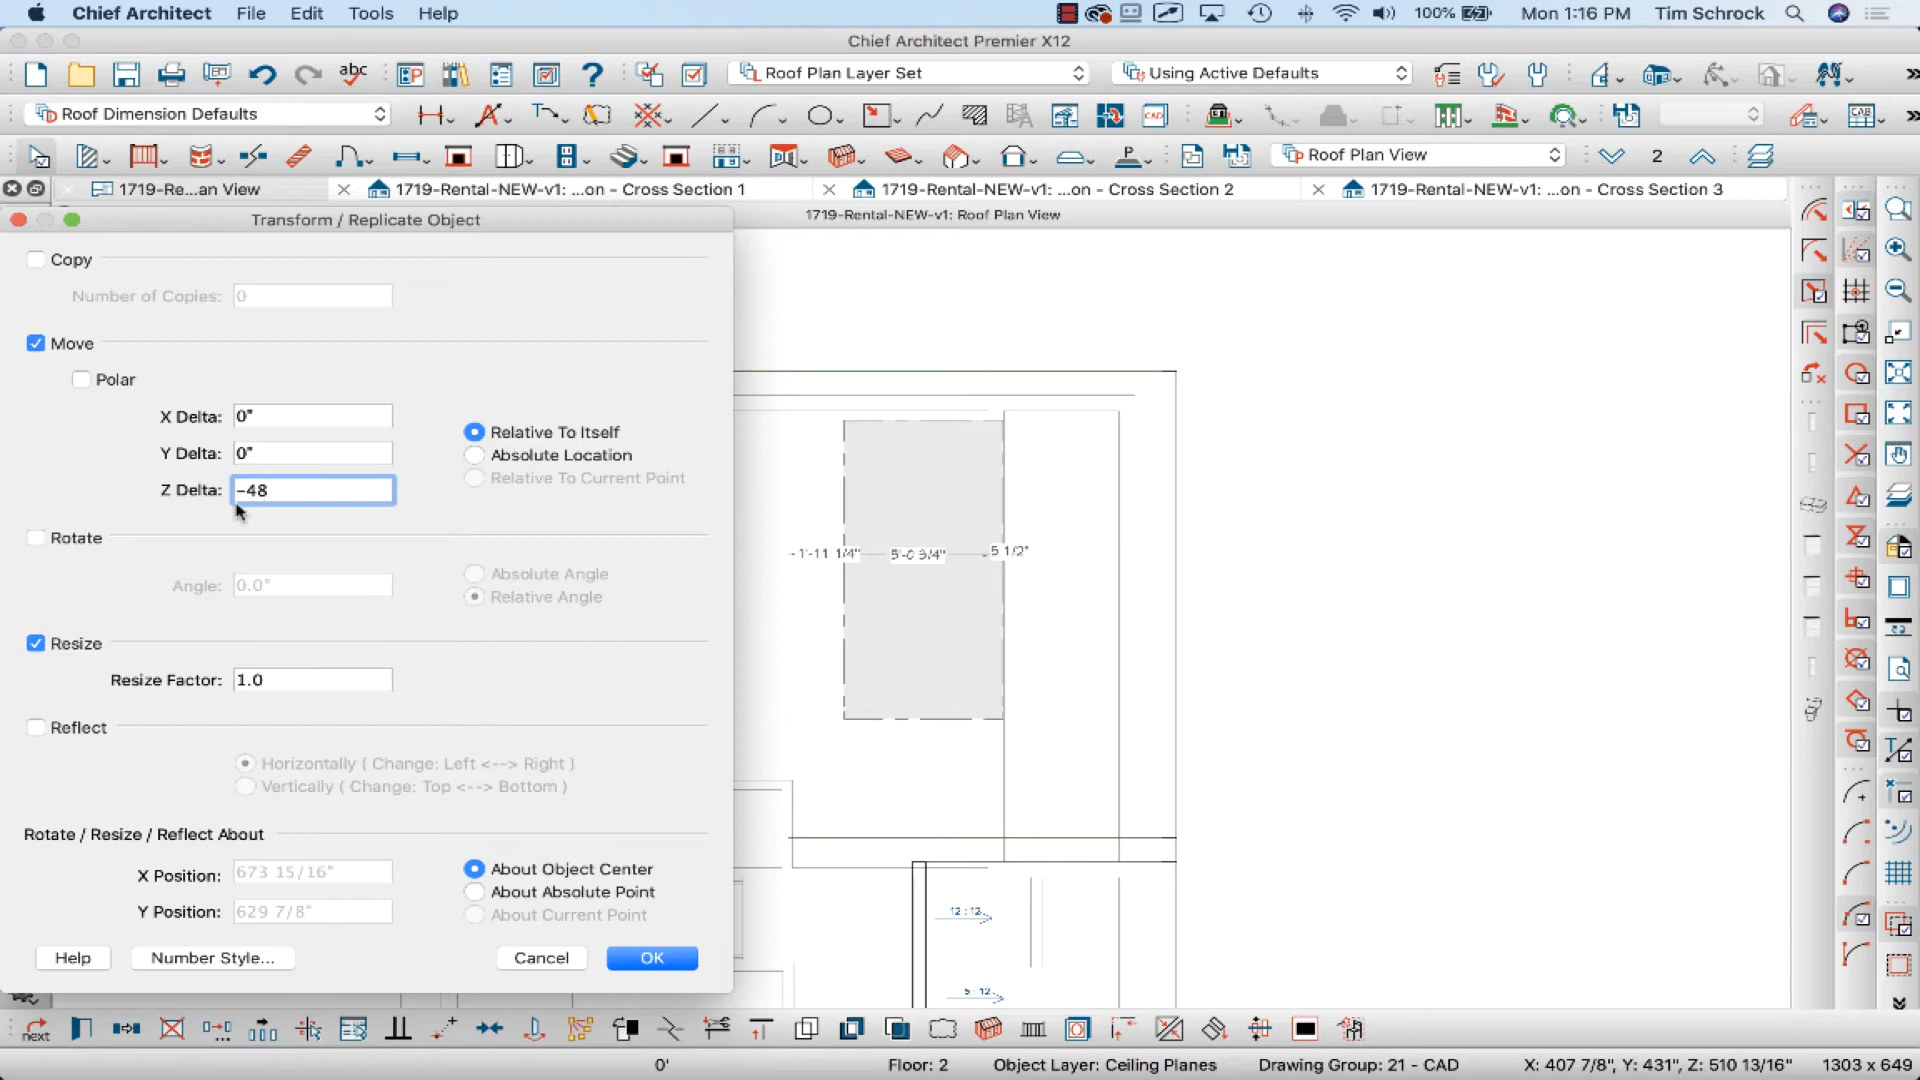 Chief Architect File Edit Tools Help 100% Mon 1:16 PM Tim Schrock
Chief Architect Premier X12
abc Roof Plan Layer Set Using Active Defaults
Roof Dimension Defaults CAD CAB
Roof Plan View 2
1719-Re...an View 1719-Rental-NEW-v1: ...on - Cross Section 1 1719-Rental-NEW-v1: ...on - Cross Section 2 1719-Rental-NEW-v1: ...on - Cross Section 3
Transform / Replicate Object
1719-Rental-NEW-v1: Roof Plan View
Copy
Number of Copies: 0
Move
Polar
X Delta: 0"
Y Delta: 0"
Z Delta: -48
Relative To Itself
Absolute Location
Relative To Current Point
Rotate
Angle: 0.0°
Absolute Angle
Relative Angle
Resize
Resize Factor: 1.0
Reflect
Horizontally ( Change: Left <--> Right )
Vertically ( Change: Top <--> Bottom )
Rotate / Resize / Reflect About
X Position: 673 15/16"
Y Position: 629 7/8"
About Object Center
About Absolute Point
About Current Point
Help Number Style... Cancel OK
1'-11 1/4" 5 1/2"
12 : 12
5 : 12
next
0' Floor: 2 Object Layer: Ceiling Planes Drawing Group: 21 - CAD X: 407 7/8", Y: 431", Z: 510 13/16" 1303 x 649